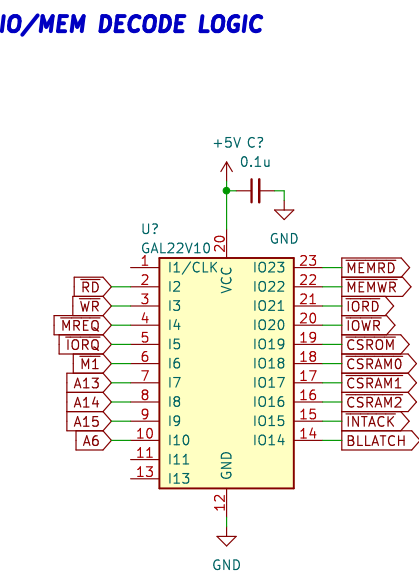 IO/MEM DECODE LOGIC
+5V C?
0.1u
GND
U?
GAL22V10
20
VCC
1 I1/CLK IO23 23 MEMRD
RD 2 I2 IO22 22 MEMWR
WR 3 I3 IO21 21 IORD
MREQ 4 I4 IO20 20 IOWR
IORQ 5 I5 IO19 19 CSROM
M1 6 I6 IO18 18 CSRAM0
A13 7 I7 IO17 17 CSRAM1
A14 8 I8 IO16 16 CSRAM2
A15 9 I9 IO15 15 INTACK
A6 10 I10 IO14 14 BLLATCH
11 I11
13 I13
GND
12
GND